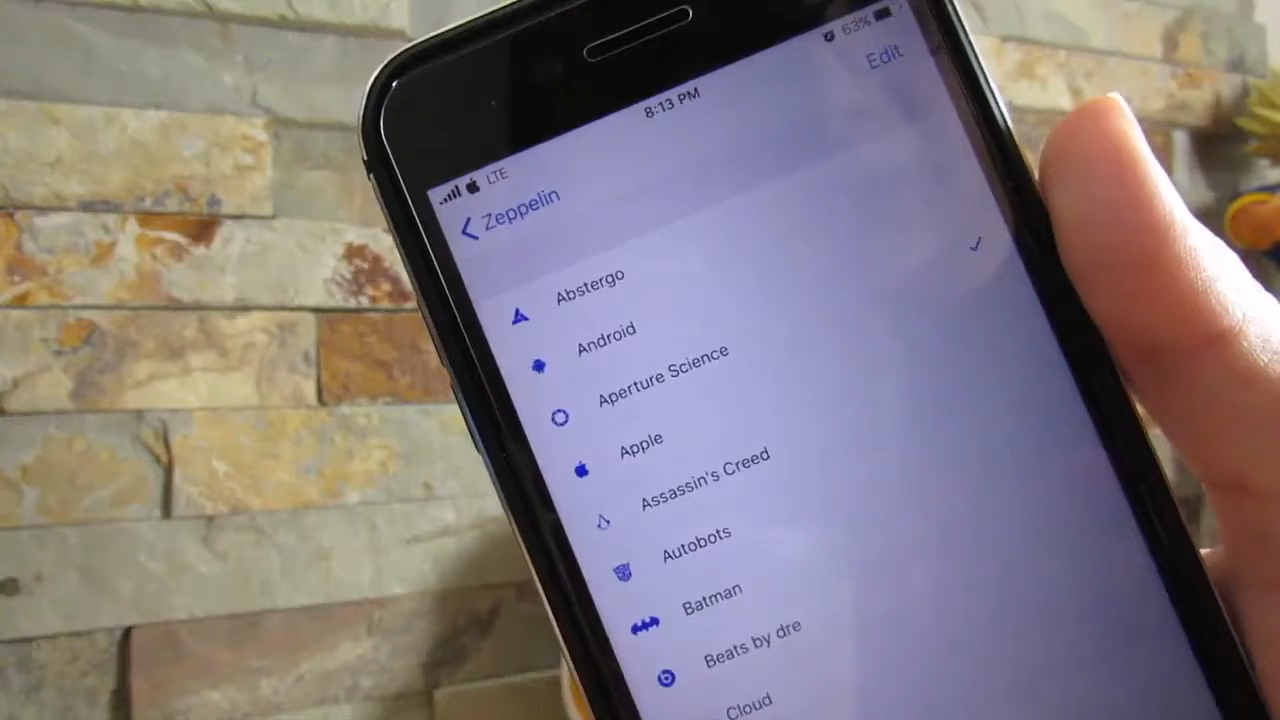 LTE
8:13 PM
63%
Zeppelin
Edit
Abstergo
Android
Aperture Science
Apple
Assassin's Creed
Autobots
Batman
Beats by dre
Cloud